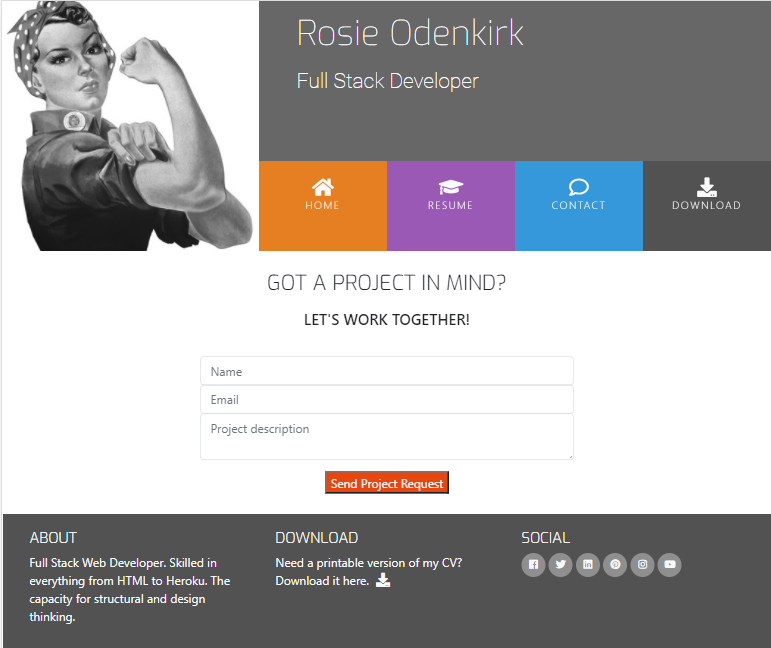 Rosie Odenkirk
Full Stack Developer
HOME
RESUME
CONTACT
DOWNLOAD
GOT A PROJECT IN MIND?
LET'S WORK TOGETHER!
Name
Email
Project description
Send Project Request
ABOUT
Full Stack Web Developer. Skilled in
everything from HTML to Heroku. The
capacity for structural and design
thinking.
DOWNLOAD
Need a printable version of my CV?
Download it here.
SOCIAL